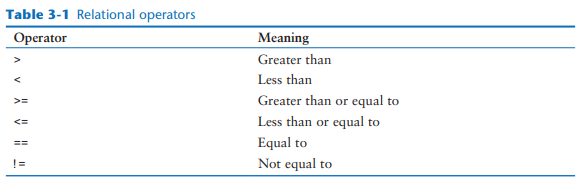 Table 3-1 Relational operators
Operator Meaning
> Greater than
< Less than
>= Greater than or equal to
<= Less than or equal to
== Equal to
!= Not equal to